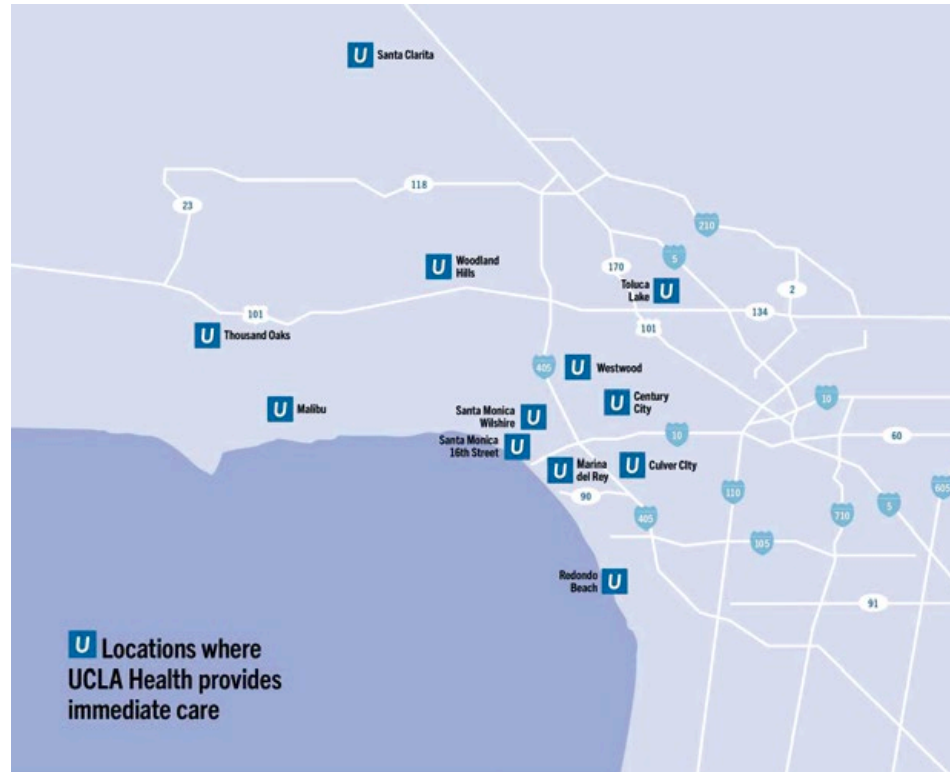 U Santa Clarita
118
23
210
U Woodland
Hills
170
5
Toluca
Lake U
2
101
134
101
U Thousand Oaks
405
U Westwood
U Malibu
U Century
City
10
Santa Monica
Wilshire U
Santa Monica
16th Street U
10
60
U Marina
del Rey
U Culver CIty
90
110
605
5
405
710
105
Redondo
Beach U
91
U Locations where
UCLA Health provides
immediate care